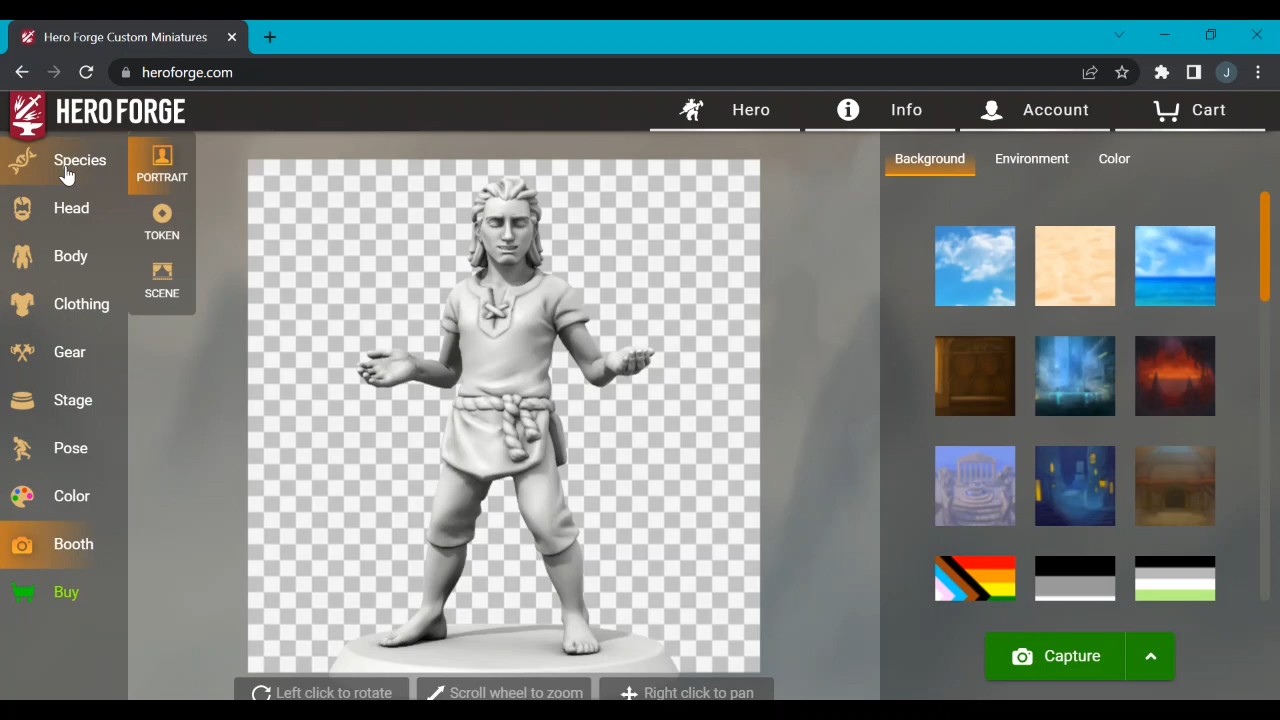 Hero Forge Custom Miniatures
heroforge.com
J
HERO FORGE
Hero
Info
Account
Cart
Species
Head
Body
Clothing
Gear
Stage
Pose
Color
Booth
Buy
PORTRAIT
TOKEN
SCENE
Background
Environment
Color
Capture
Left click to rotate
Scroll wheel to zoom
Right click to pan